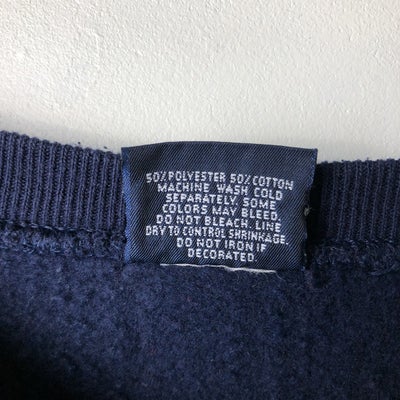 50% POLYESTER 50% COTTON
MACHINE WASH COLD
SEPARATELY. SOME
COLORS MAY BLEED.
DO NOT BLEACH. LINE
DRY TO CONTROL SHRINKAGE.
DO NOT IRON IF
DECORATED.